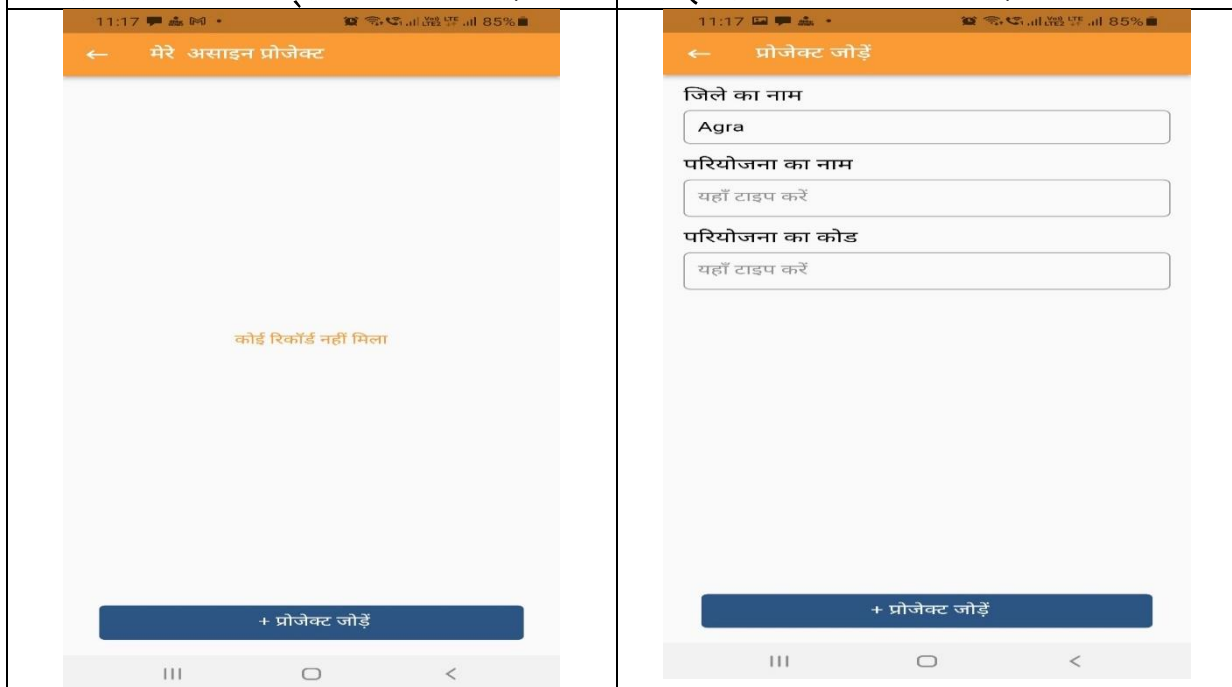 11:17
85%
मेरे असाइन प्रोजेक्ट
कोई रिकॉर्ड नहीं मिला
+ प्रोजेक्ट जोड़ें
11:17
85%
प्रोजेक्ट जोड़ें
जिले का नाम
Agra
परियोजना का नाम
यहाँ टाइप करें
परियोजना का कोड
यहाँ टाइप करें
+ प्रोजेक्ट जोड़ें